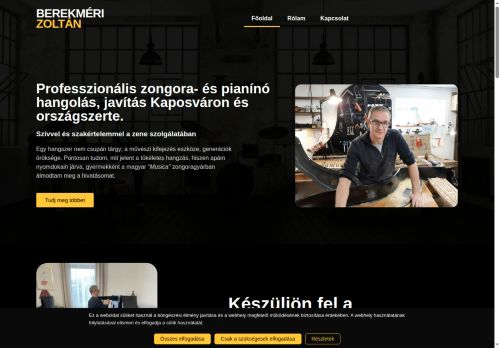 BEREKMÉRI
ZOLTÁN
Főoldal
Rólam
Kapcsolat
Professzionális zongora- és pianínó
hangolás, javítás Kaposváron és
országszerte.
Szívvel és szakértelemmel a zene szolgálatában
Egy hangszer nem csupán tárgy; a művészi kifejezés eszköze, generációk
öröksége. Pontosan tudom, mit jelent a tökéletes hangzás, hiszen apám
nyomdokain járva, gyermekként a magyar "Musica" zongoragyárban
álmodtam meg a hivatásomat.
Tudj meg többet
Készüljön fel a
Ez a weboldal sütiket használ a böngészési élmény javítása és a webhely megfelelő működésének biztosítása érdekében. A webhely használatának
folytatásával elismeri és elfogadja a sütik használatát.
Összes elfogadása
Csak a szükségesek elfogadása
Részletek